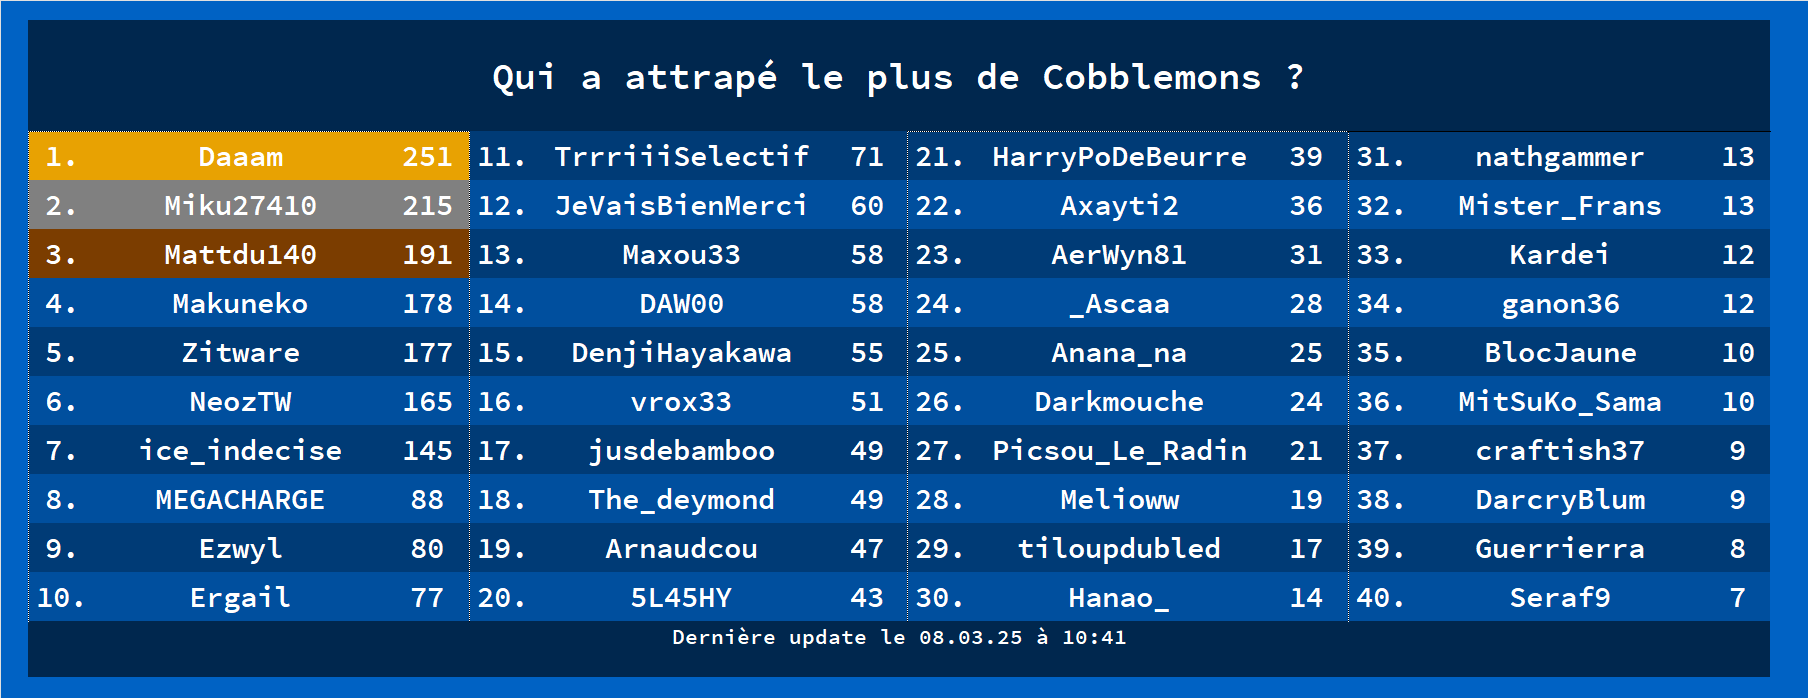 Qui a attrapé le plus de Cobblemons ?
1. Daaam 251 11. TrrriiiSelectif 71 21. HarryPoDeBeurre 39 31. nathgammer 13
2. Miku27410 215 12. JeVaisBienMerci 60 22. Axayti2 36 32. Mister_Frans 13
3. Mattdu140 191 13. Maxou33 58 23. AerWyn81 31 33. Kardei 12
4. Makuneko 178 14. DAW00 58 24. _Ascaa 28 34. ganon36 12
5. Zitware 177 15. DenjiHayakawa 55 25. Anana_na 25 35. BlocJaune 10
6. NeozTW 165 16. vrox33 51 26. Darkmouche 24 36. MitSuKo_Sama 10
7. ice_indecise 145 17. jusdebamboo 49 27. Picsou_Le_Radin 21 37. craftish37 9
8. MEGACHARGE 88 18. The_deymond 49 28. Melioww 19 38. DarcryBlum 9
9. Ezwyl 80 19. Arnaudcou 47 29. tiloupdubled 17 39. Guerrierra 8
10. Ergail 77 20. 5L45HY 43 30. Hanao_ 14 40. Seraf9 7
Dernière update le 08.03.25 à 10:41